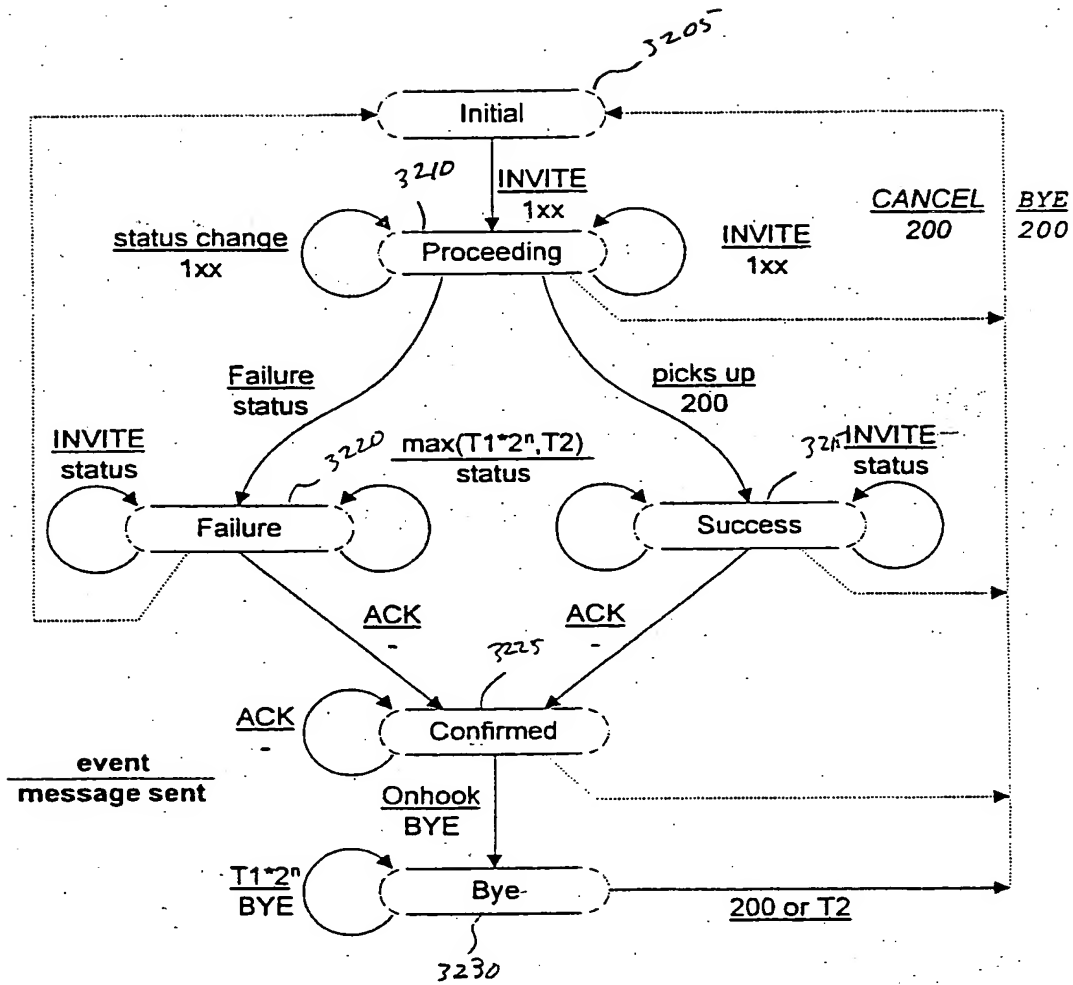 3205
Initial
3210
INVITE
1xx
CANCEL
200
BYE
200
status change
1xx
Proceeding
INVITE
1xx
Failure
status
picks up
200
INVITE
status
3220
max(T1*2ⁿ,T2)
status
INVITE
status
Failure
Success
ACK
-
ACK
-
3225
ACK
-
Confirmed
event
message sent
Onhook
BYE
T1*2ⁿ
BYE
Bye
200 or T2
3230